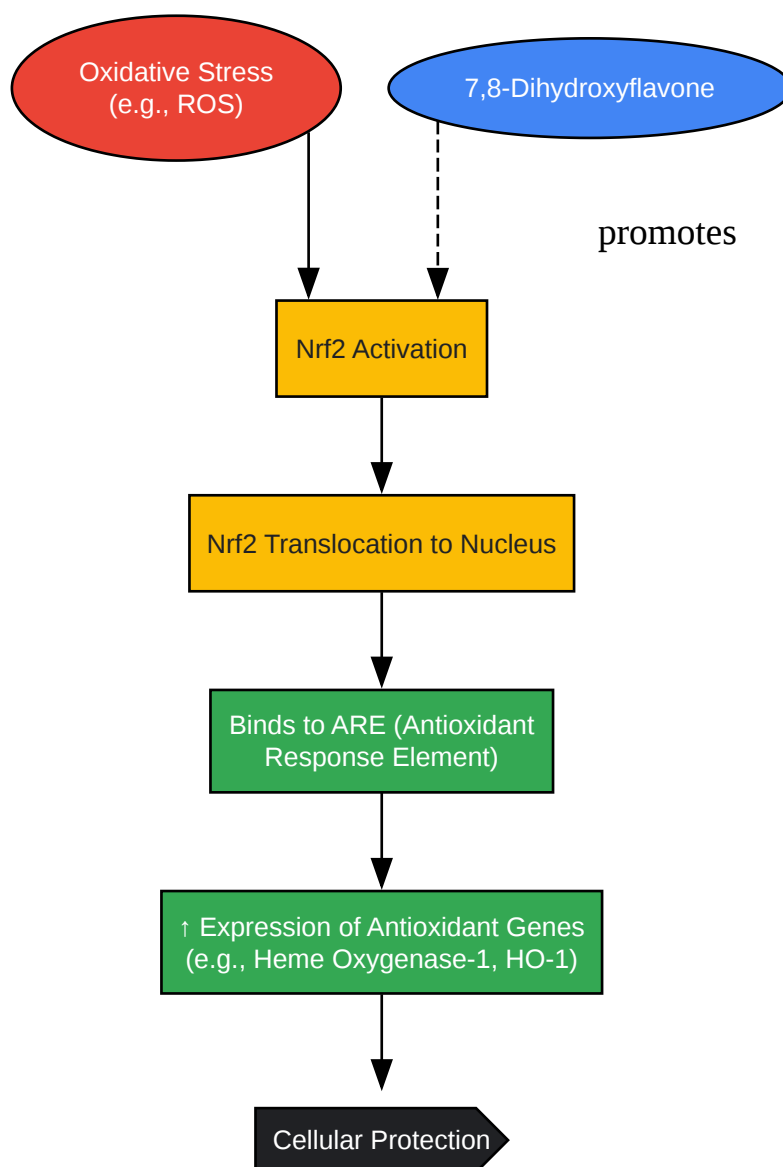 Oxidative Stress
(e.g., ROS)
7,8-Dihydroxyflavone
promotes
Nrf2 Activation
Nrf2 Translocation to Nucleus
Binds to ARE (Antioxidant
Response Element)
↑ Expression of Antioxidant Genes
(e.g., Heme Oxygenase-1, HO-1)
Cellular Protection